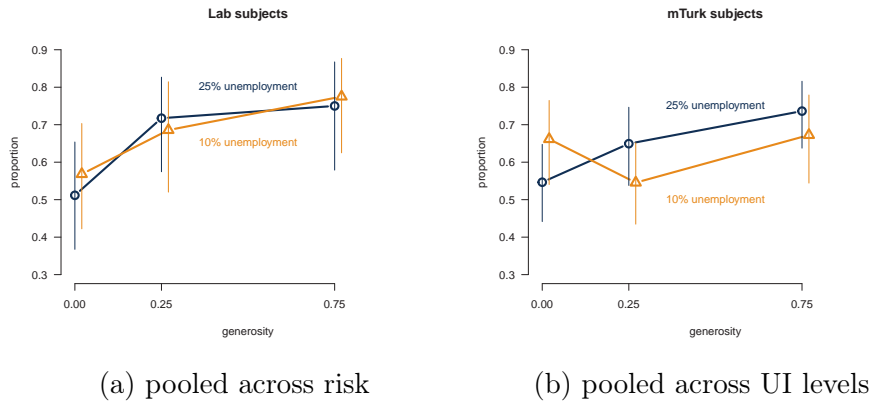 Lab subjects
0.9
0.8
0.7
0.6
0.5
0.4
0.3
proportion
25% unemployment
10% unemployment
0.00
0.25
0.75
generosity
(a) pooled across risk
mTurk subjects
0.9
0.8
0.7
0.6
0.5
0.4
0.3
proportion
25% unemployment
10% unemployment
0.00
0.25
0.75
generosity
(b) pooled across UI levels